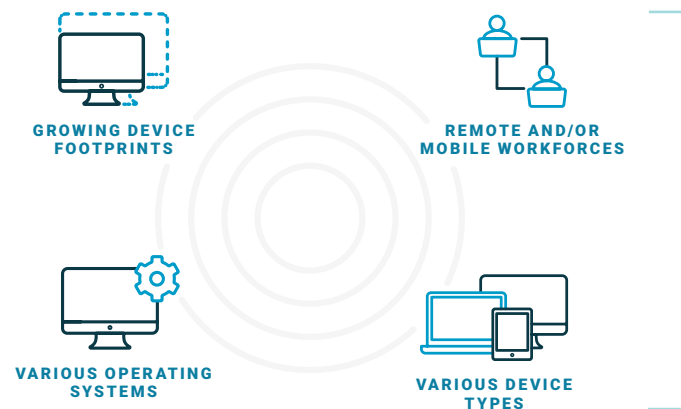 GROWING DEVICE
FOOTPRINTS
REMOTE AND/OR
MOBILE WORKFORCES
VARIOUS OPERATING
SYSTEMS
VARIOUS DEVICE
TYPES